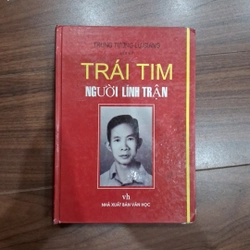 TRÁI TIM
NGƯỜI LÍNH TRẬN
vh
NHÀ XUẤT BẢN VĂN HỌC